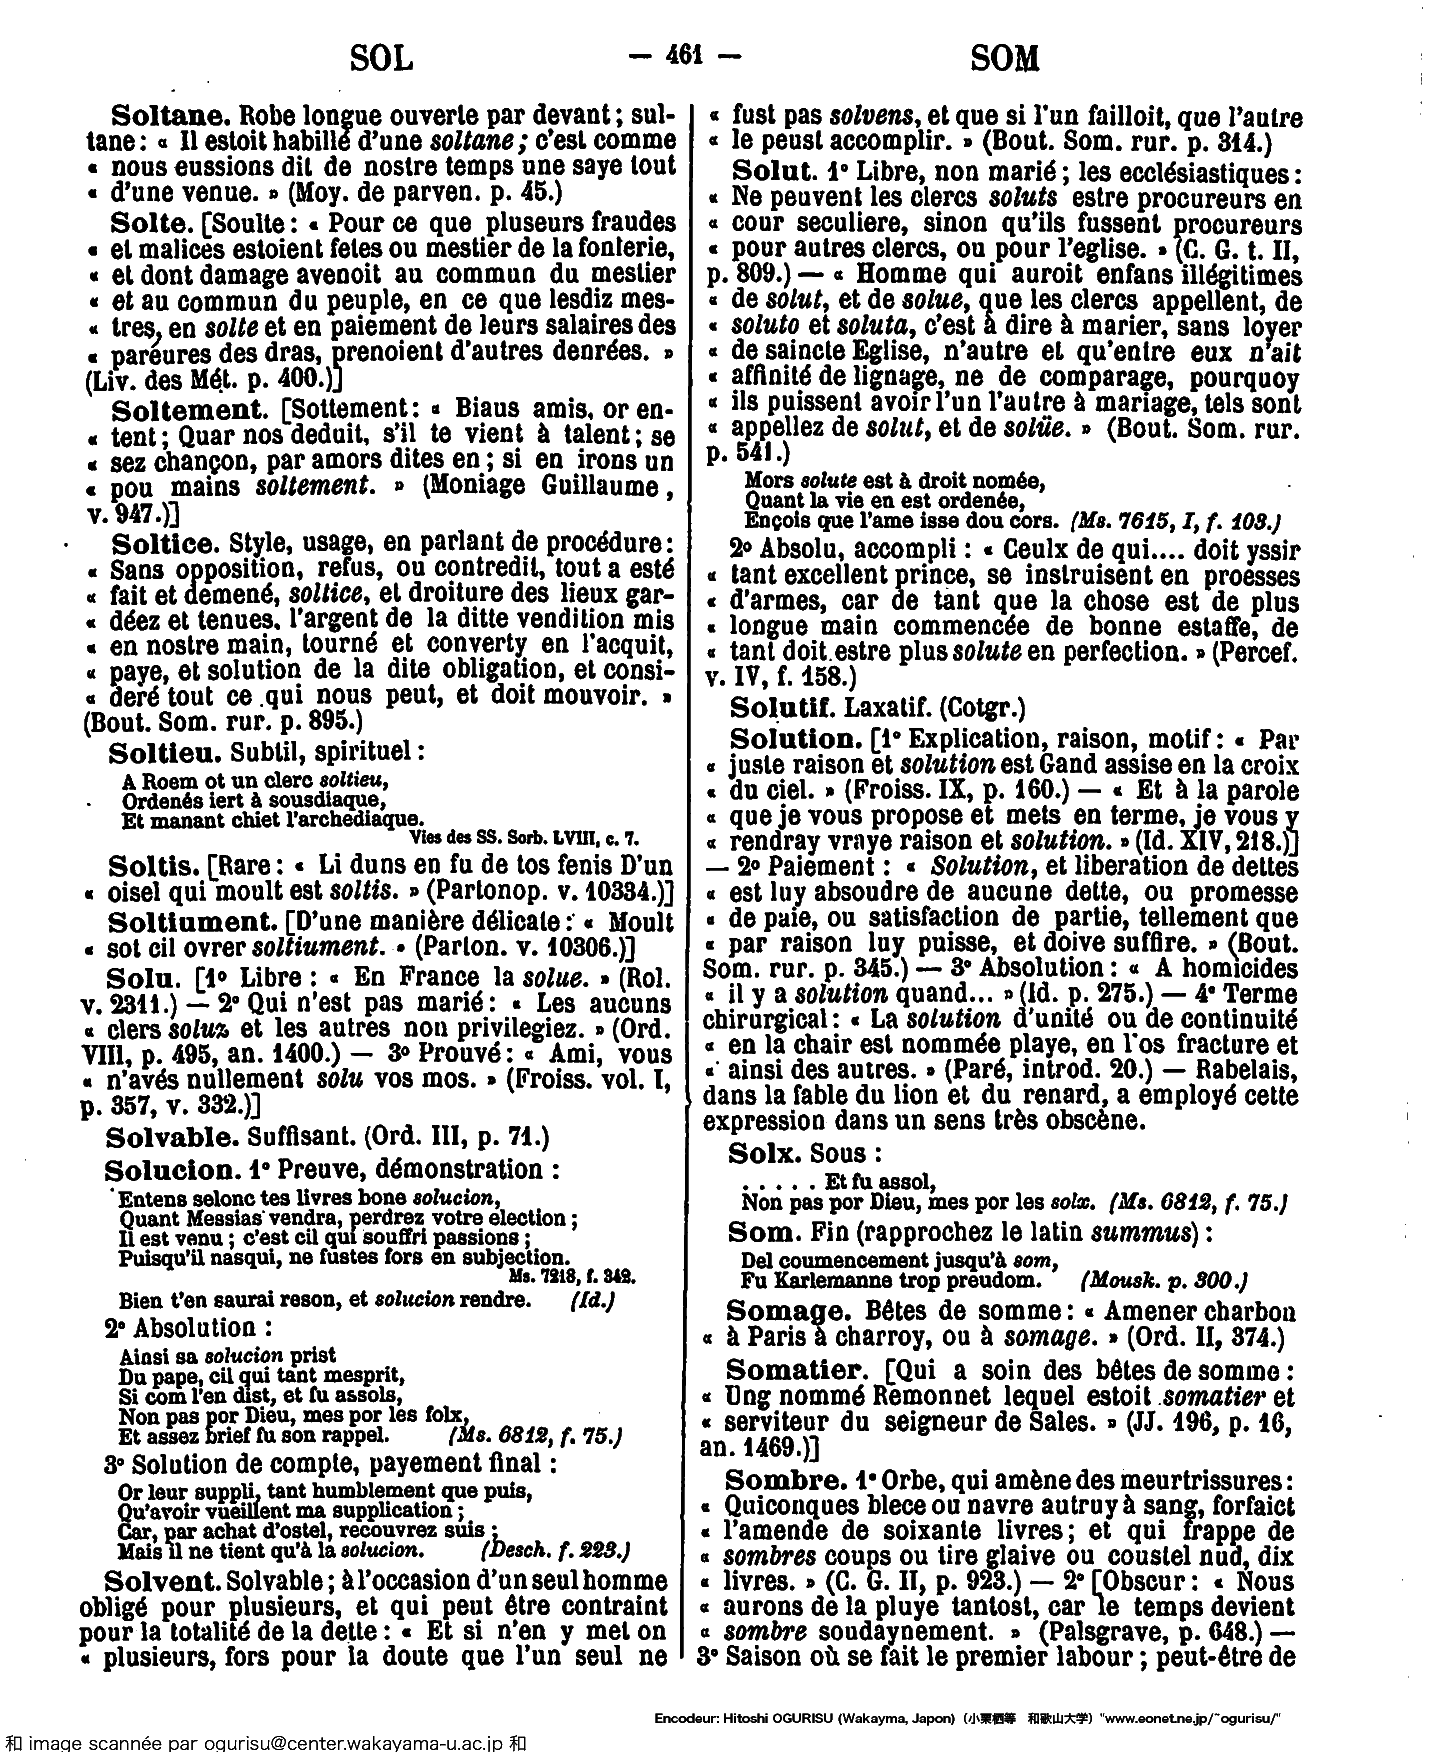 SOL — 461 — SOM
Soltane. Robe longue ouverte par devant ; sul-
tane : « Il estoit habillé d'une soltane ; c'est comme
« nous eussions dit de nostre temps une saye tout
« d'une venue. » (Moy. de parven. p. 45.)
Solte. [Soulte : « Pour ce que pluseurs fraudes
« et malices estoient fetes ou mestier de la fonterie,
« et dont damage avenoit au commun du mestier
« et au commun du peuple, en ce que lesdiz mes-
« tres, en solte et en paiement de leurs salaires des
« pareures des dras, prenoient d'autres denrées. »
(Liv. des Mét. p. 400.)]
Soltement. [Sottement : « Biaus amis, or en-
« tent ; Quar nos deduit, s'il te vient à talent ; se
« sez chançon, par amors dites en ; si en irons un
« pou mains soltement. » (Moniage Guillaume,
v. 947.)]
Soltice. Style, usage, en parlant de procédure :
« Sans opposition, refus, ou contredit, tout a esté
« fait et demené, soltice, et droiture des lieux gar-
« déez et tenues, l'argent de la ditte vendition mis
« en nostre main, tourné et converty en l'acquit,
« paye, et solution de la dite obligation, et consi-
« deré tout ce qui nous peut, et doit mouvoir. »
(Bout. Som. rur. p. 895.)
Soltieu. Subtil, spirituel :
A Roem ot un clerc soltieu,
Ordenés iert à sousdiaque,
Et manant chiet l'archediaque.
Vies des SS. Sorb. LVIII, c. 7.
Soltis. [Rare : « Li duns en fu de tos fenis D'un
« oisel qui moult est soltis. » (Partonop. v. 10334.)]
Soltiument. [D'une manière délicate : « Moult
« sot cil ovrer soltiument. » (Parton. v. 10306.)]
Solu. [1° Libre : « En France la solue. » (Rol.
v. 2311.) — 2° Qui n'est pas marié : « Les aucuns
« clers soluz et les autres non privilegiez. » (Ord.
VIII, p. 495, an. 1400.) — 3° Prouvé : « Ami, vous
« n'avés nullement solu vos mos. » (Froiss. vol. I,
p. 357, v. 332.)]
Solvable. Suffisant. (Ord. III, p. 71.)
Solucion. 1° Preuve, démonstration :
Entens selonc tes livres bone solucion,
Quant Messias vendra, perdrez votre election ;
Il est venu ; c'est cil qui souffri passions ;
Puisqu'il nasqui, ne fustes fors en subjection.
Ms. 7218, f. 342.
Bien t'en saurai reson, et solucion rendre. (Id.)
2° Absolution :
Ainsi sa solucion prist
Du pape, cil qui tant mesprit,
Si com l'en dist, et fu assols,
Non pas por Dieu, mes por les folx,
Et assez brief fu son rappel. (Ms. 6812, f. 75.)
3° Solution de compte, payement final :
Or leur suppli, tant humblement que puis,
Qu'avoir vueillent ma supplication ;
Car, par achat d'ostel, recouvrez suis ;
Mais il ne tient qu'à la solucion. (Desch. f. 223.)
Solvent. Solvable ; à l'occasion d'un seul homme
obligé pour plusieurs, et qui peut être contraint
pour la totalité de la dette : « Et si n'en y met on
« plusieurs, fors pour la doute que l'un seul ne
« fust pas solvens, et que si l'un failloit, que l'autre
« le peust accomplir. » (Bout. Som. rur. p. 314.)
Solut. 1° Libre, non marié ; les ecclésiastiques :
« Ne peuvent les clercs soluts estre procureurs en
« cour seculiere, sinon qu'ils fussent procureurs
« pour autres clercs, ou pour l'eglise. » (C. G. t. II,
p. 809.) — « Homme qui auroit enfans illégitimes
« de solut, et de solue, que les clercs appellent, de
« soluto et soluta, c'est à dire à marier, sans loyer
« de saincte Eglise, n'autre et qu'entre eux n'ait
« affinité de lignage, ne de comparage, pourquoy
« ils puissent avoir l'un l'autre à mariage, tels sont
« appellez de solut, et de solüe. » (Bout. Som. rur.
p. 541.)
Mors solute est à droit nomée,
Quant la vie en est ordenée,
Ençois que l'ame isse dou cors. (Ms. 7615, I, f. 103.)
2° Absolu, accompli : « Ceulx de qui.... doit yssir
« tant excellent prince, se instruisent en proesses
« d'armes, car de tant que la chose est de plus
« longue main commencée de bonne estaffe, de
« tant doit estre plus solute en perfection. » (Percef.
v. IV, f. 158.)
Solutif. Laxatif. (Cotgr.)
Solution. [1° Explication, raison, motif : « Par
« juste raison et solution est Gand assise en la croix
« du ciel. » (Froiss. IX, p. 160.) — « Et à la parole
« que je vous propose et mets en terme, je vous y
« rendray vraye raison et solution. » (Id. XIV, 218.)]
— 2° Paiement : « Solution, et liberation de dettes
« est luy absoudre de aucune dette, ou promesse
« de paie, ou satisfaction de partie, tellement que
« par raison luy puisse, et doive suffire. » (Bout.
Som. rur. p. 345.) — 3° Absolution : « A homicides
« il y a solution quand... » (Id. p. 275.) — 4° Terme
chirurgical : « La solution d'unité ou de continuité
« en la chair est nommée playe, en l'os fracture et
« ainsi des autres. » (Paré, introd. 20.) — Rabelais,
dans la fable du lion et du renard, a employé cette
expression dans un sens très obscène.
Solx. Sous :
. . . . . Et fu assol,
Non pas por Dieu, mes por les solx. (Ms. 6812, f. 75.)
Som. Fin (rapprochez le latin summus) :
Del coumencement jusqu'à som,
Fu Karlemanne trop preudom. (Mousk. p. 300.)
Somage. Bêtes de somme : « Amener charbon
« à Paris à charroy, ou à somage. » (Ord. II, 374.)
Somatier. [Qui a soin des bêtes de somme :
« Ung nommé Remonnet lequel estoit somatier et
« serviteur du seigneur de Sales. » (JJ. 196, p. 16,
an. 1469.)]
Sombre. 1° Orbe, qui amène des meurtrissures :
« Quiconques blece ou navre autruy à sang, forfaict
« l'amende de soixante livres ; et qui frappe de
« sombres coups ou tire glaive ou coustel nud, dix
« livres. » (C. G. II, p. 923.) — 2° [Obscur : « Nous
« aurons de la pluye tantost, car le temps devient
« sombre soudaynement. » (Palsgrave, p. 648.) —
3° Saison où se fait le premier labour ; peut-être de
Encodeur: Hitoshi OGURISU (Wakayma, Japon) (小栗栖等 和歌山大学) "www.eonet.ne.jp/~ogurisu/"
和 image scannée par ogurisu@center.wakayama-u.ac.jp 和